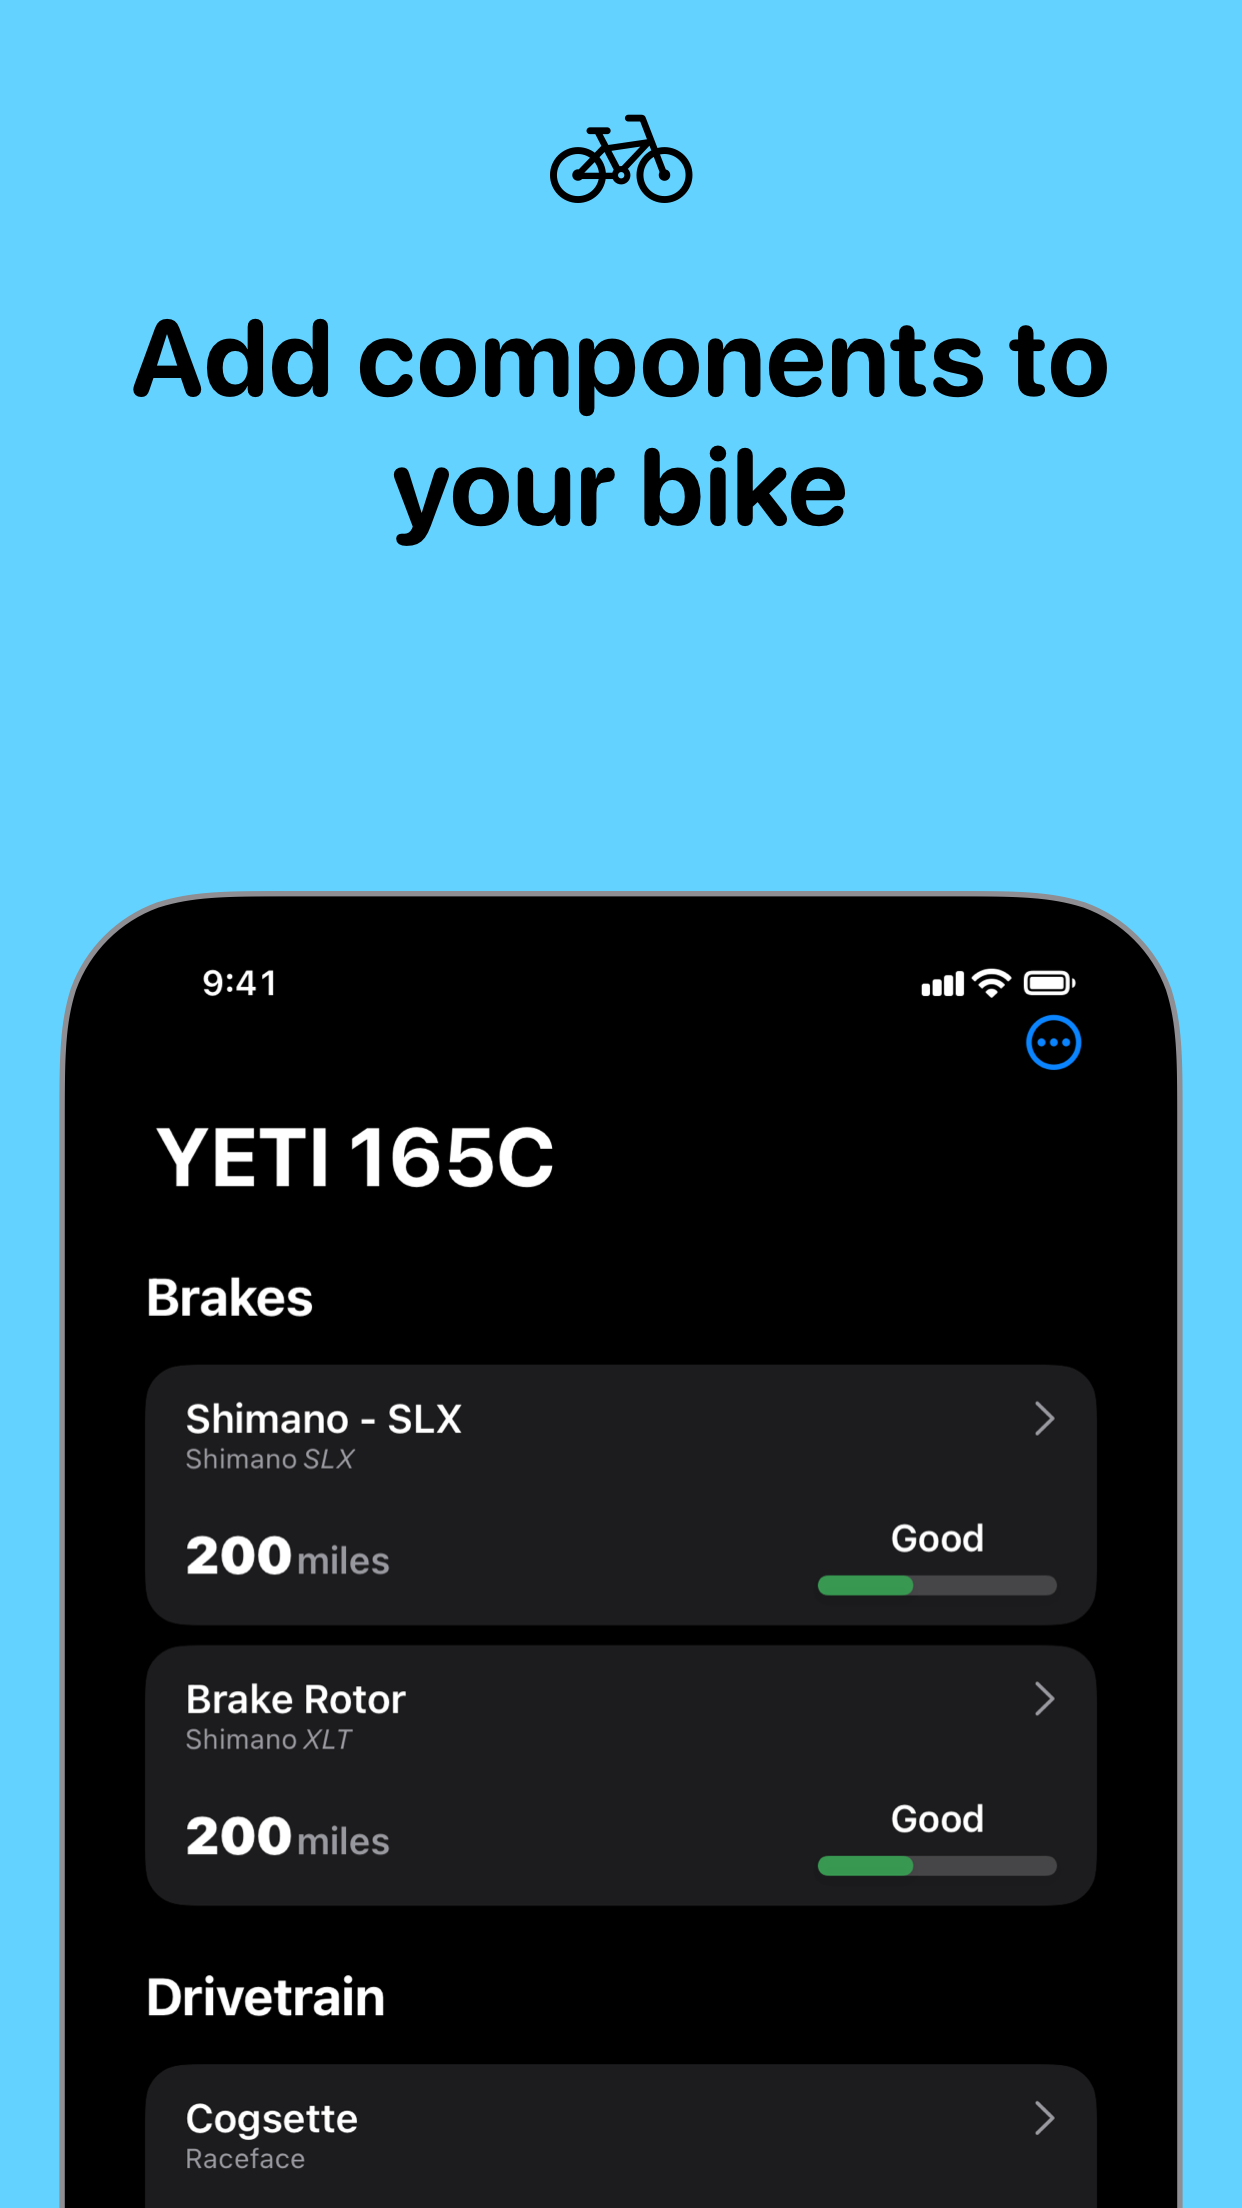 Add components to
your bike
9:41
YETI 165C
Brakes
Shimano - SLX
Shimano SLX
200 miles
Good
Brake Rotor
Shimano XLT
200 miles
Good
Drivetrain
Cogsette
Raceface